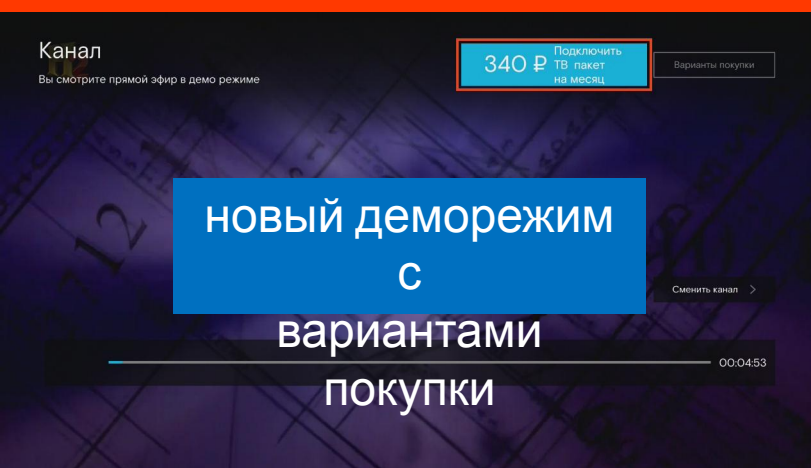 Канал
Вы смотрите прямой эфир в демо режиме
340 ₽
Подключить
ТВ пакет
на месяц
Варианты покупки
новый деморежим
с
вариантами
покупки
Сменить канал
00:04:53
12